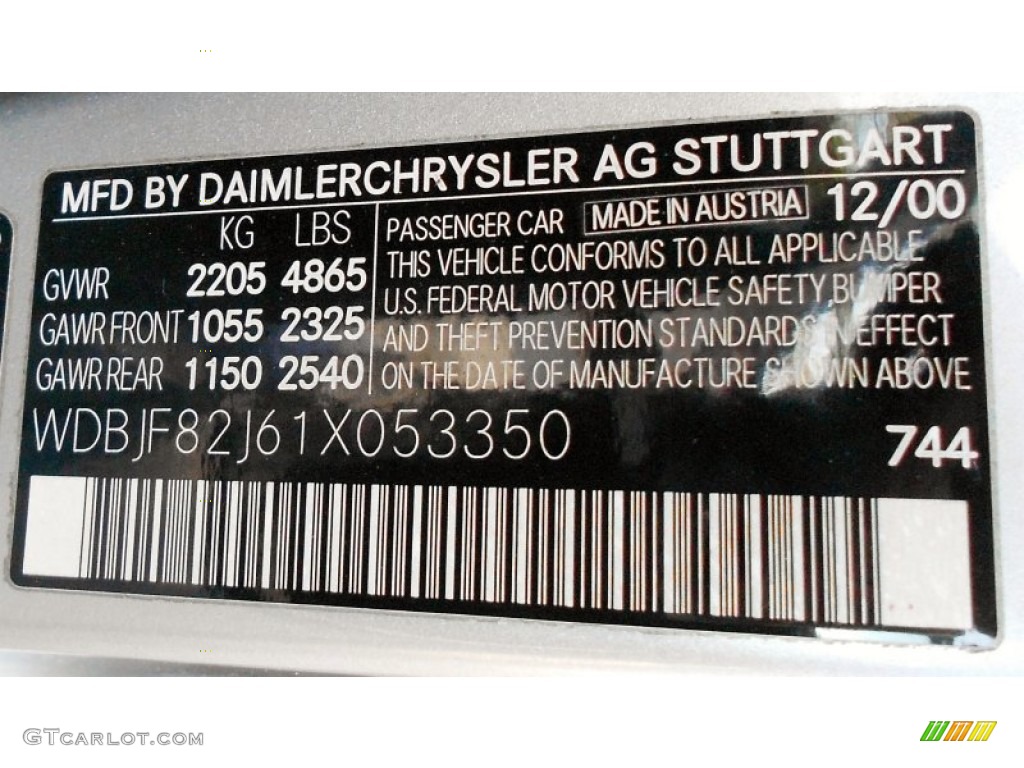 MFD BY DAIMLERCHRYSLER AG STUTTGART
KG LBS
GVWR 2205 4865
GAWR FRONT 1055 2325
GAWR REAR 1150 2540
PASSENGER CAR MADE IN AUSTRIA 12/00
THIS VEHICLE CONFORMS TO ALL APPLICABLE
U.S. FEDERAL MOTOR VEHICLE SAFETY, BUMPER
AND THEFT PREVENTION STANDARDS IN EFFECT
ON THE DATE OF MANUFACTURE SHOWN ABOVE
WDBJF82J61X053350
744
GTCARLOT.COM